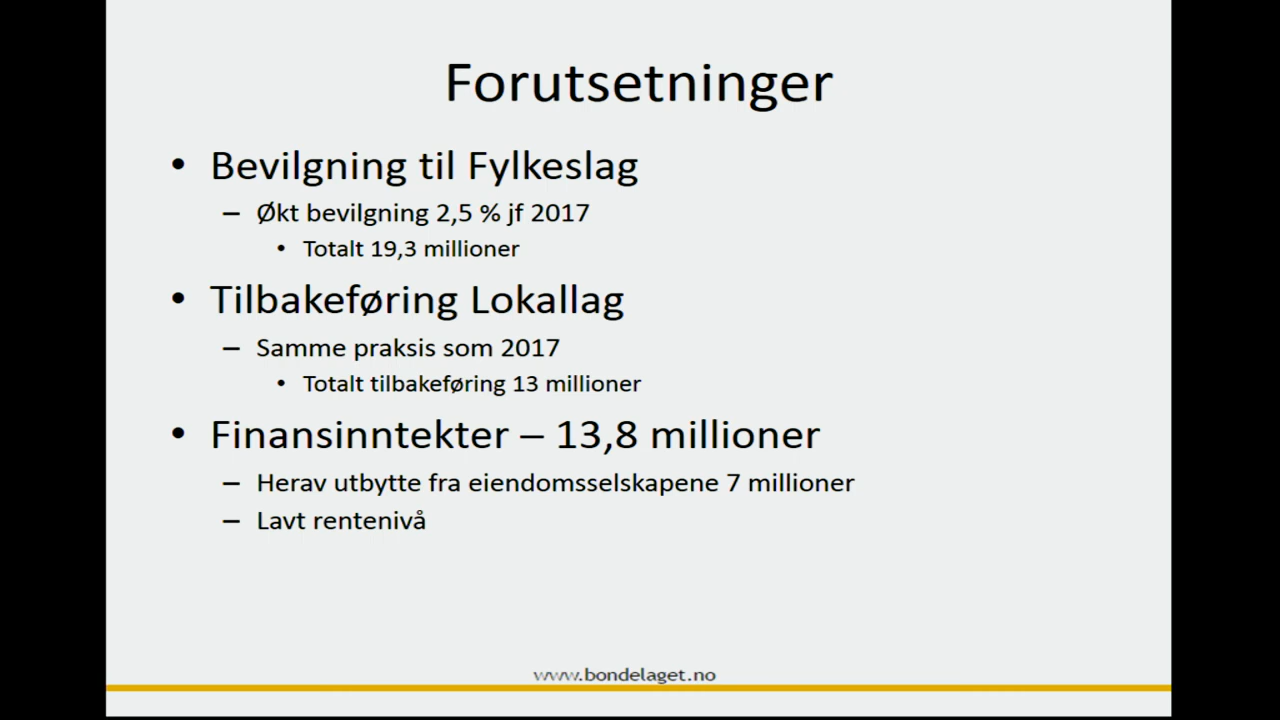 Forutsetninger
• Bevilgning til Fylkeslag
– Økt bevilgning 2,5 % jf 2017
• Totalt 19,3 millioner
• Tilbakeføring Lokallag
– Samme praksis som 2017
• Totalt tilbakeføring 13 millioner
• Finansinntekter – 13,8 millioner
– Herav utbytte fra eiendomsselskapene 7 millioner
– Lavt rentenivå
www.bondelaget.no